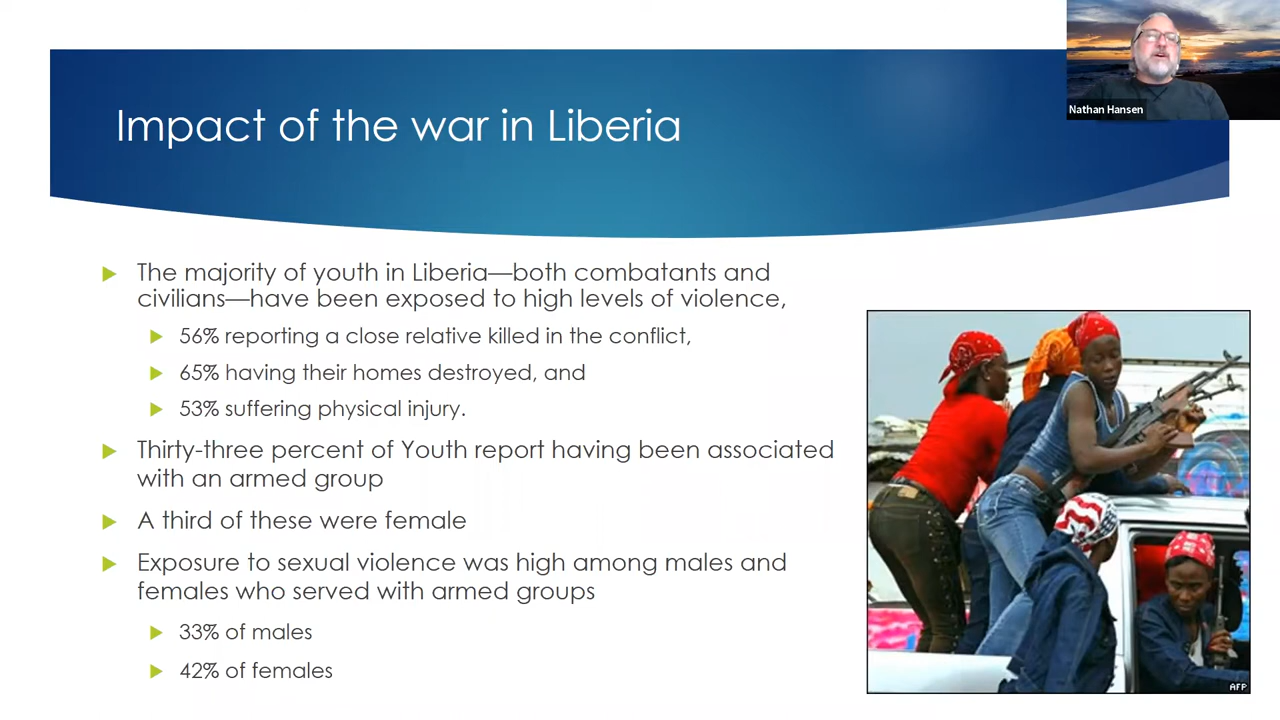 Nathan Hansen
Impact of the war in Liberia
The majority of youth in Liberia—both combatants and
civilians—have been exposed to high levels of violence,
56% reporting a close relative killed in the conflict,
65% having their homes destroyed, and
53% suffering physical injury.
Thirty-three percent of Youth report having been associated
with an armed group
A third of these were female
Exposure to sexual violence was high among males and
females who served with armed groups
33% of males
42% of females
AFP